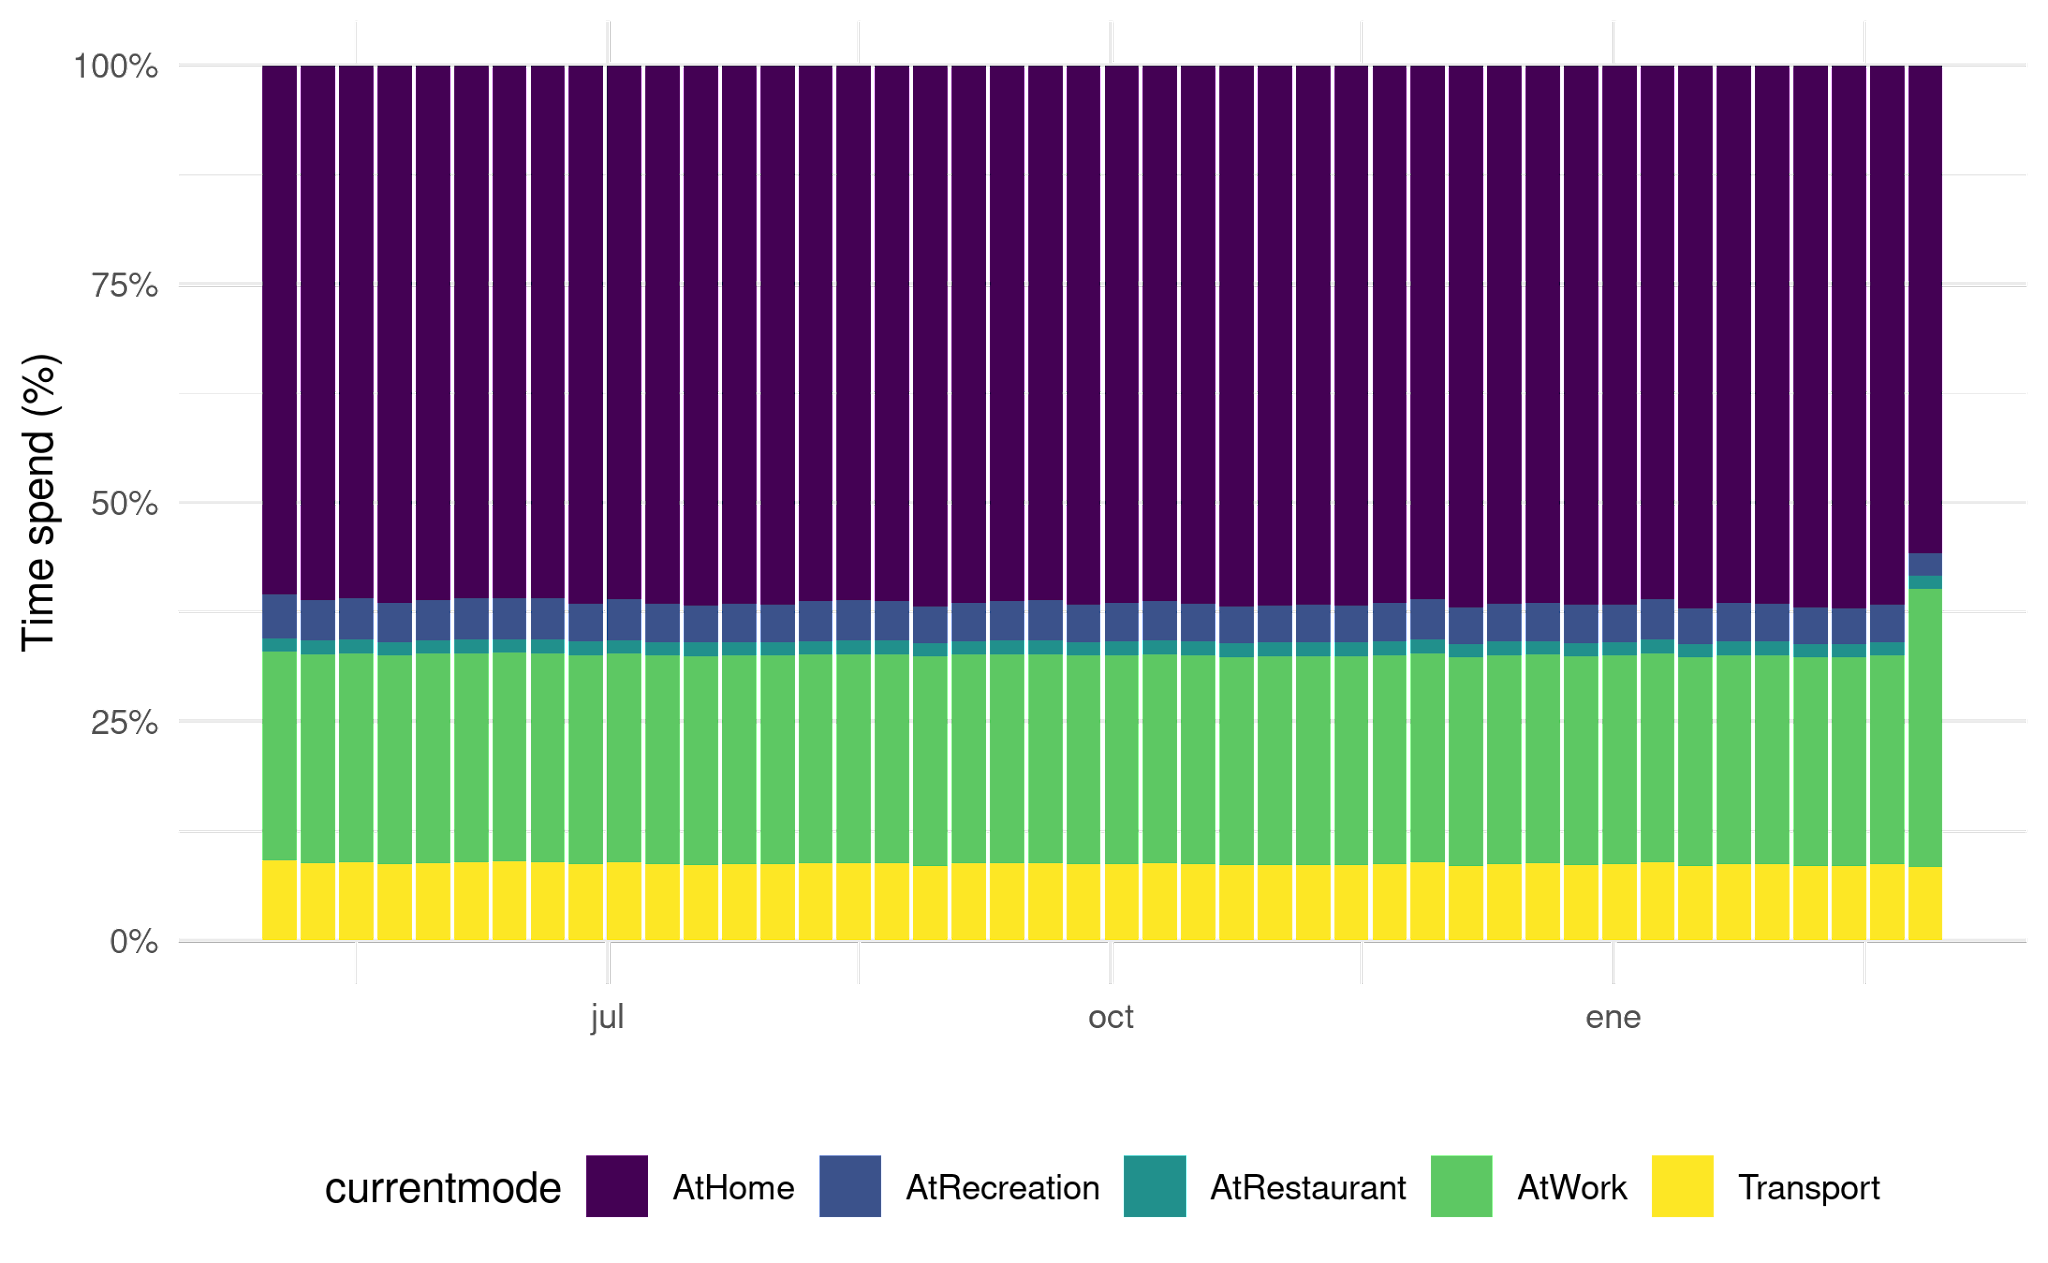 100%
75%
50%
25%
0%
Time spend (%)
jul oct ene
currentmode AtHome AtRecreation AtRestaurant AtWork Transport